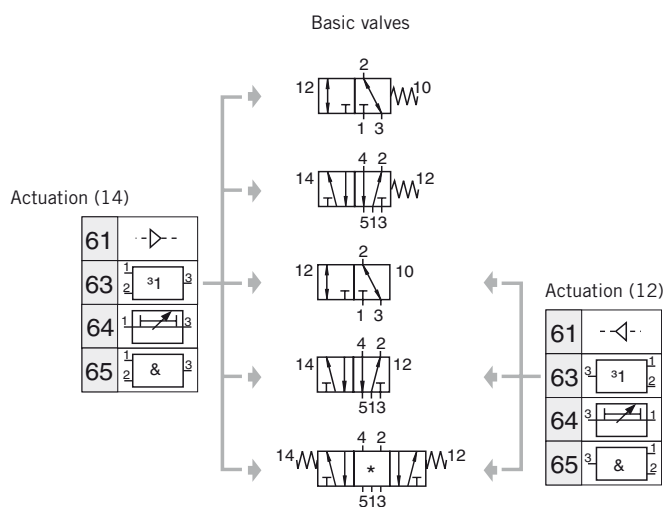 Basic valves
2
12 10
1 3
4 2
14 12
513
Actuation (14)
61
63 1 2 ³1 3
64 1 3
65 1 2 & 3
2
12 10
1 3
4 2
14 12
513
4 2
14 * 12
513
Actuation (12)
61
63 3 ³1 1 2
64 3 1
65 3 & 1 2